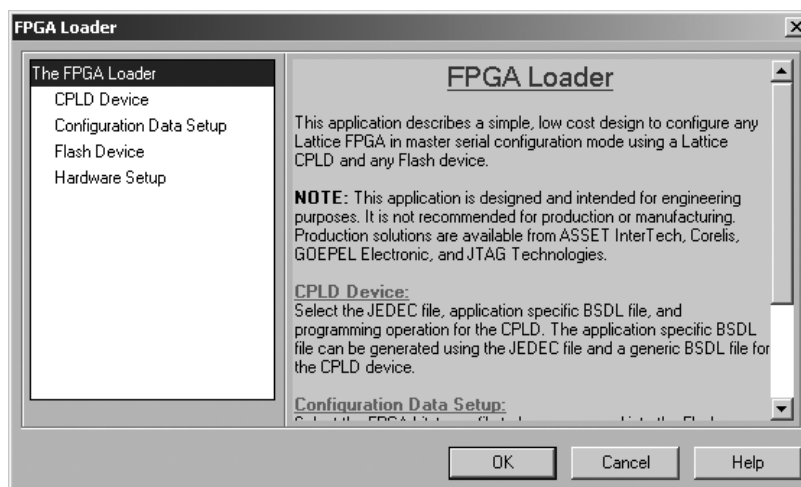 FPGA Loader
The FPGA Loader
CPLD Device
Configuration Data Setup
Flash Device
Hardware Setup
FPGA Loader
This application describes a simple, low cost design to configure any
Lattice FPGA in master serial configuration mode using a Lattice
CPLD and any Flash device.
NOTE: This application is designed and intended for engineering
purposes. It is not recommended for production or manufacturing.
Production solutions are available from ASSET InterTech, Corelis,
GOEPEL Electronic, and JTAG Technologies.
CPLD Device:
Select the JEDEC file, application specific BSDL file, and
programming operation for the CPLD. The application specific BSDL
file can be generated using the JEDEC file and a generic BSDL file for
the CPLD device.
Configuration Data Setup:
OK
Cancel
Help